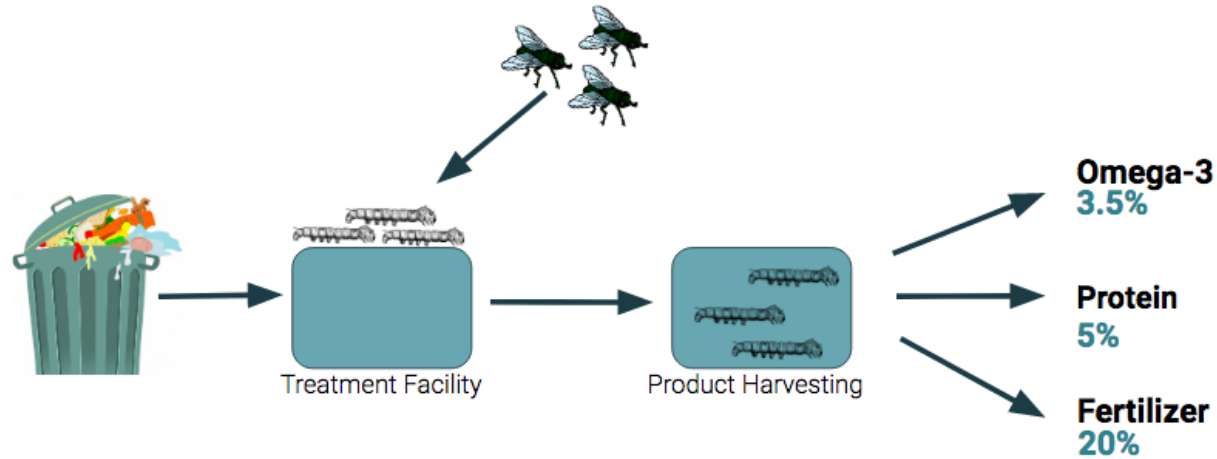 Omega-3
3.5%
Protein
5%
Treatment Facility
Product Harvesting
Fertilizer
20%